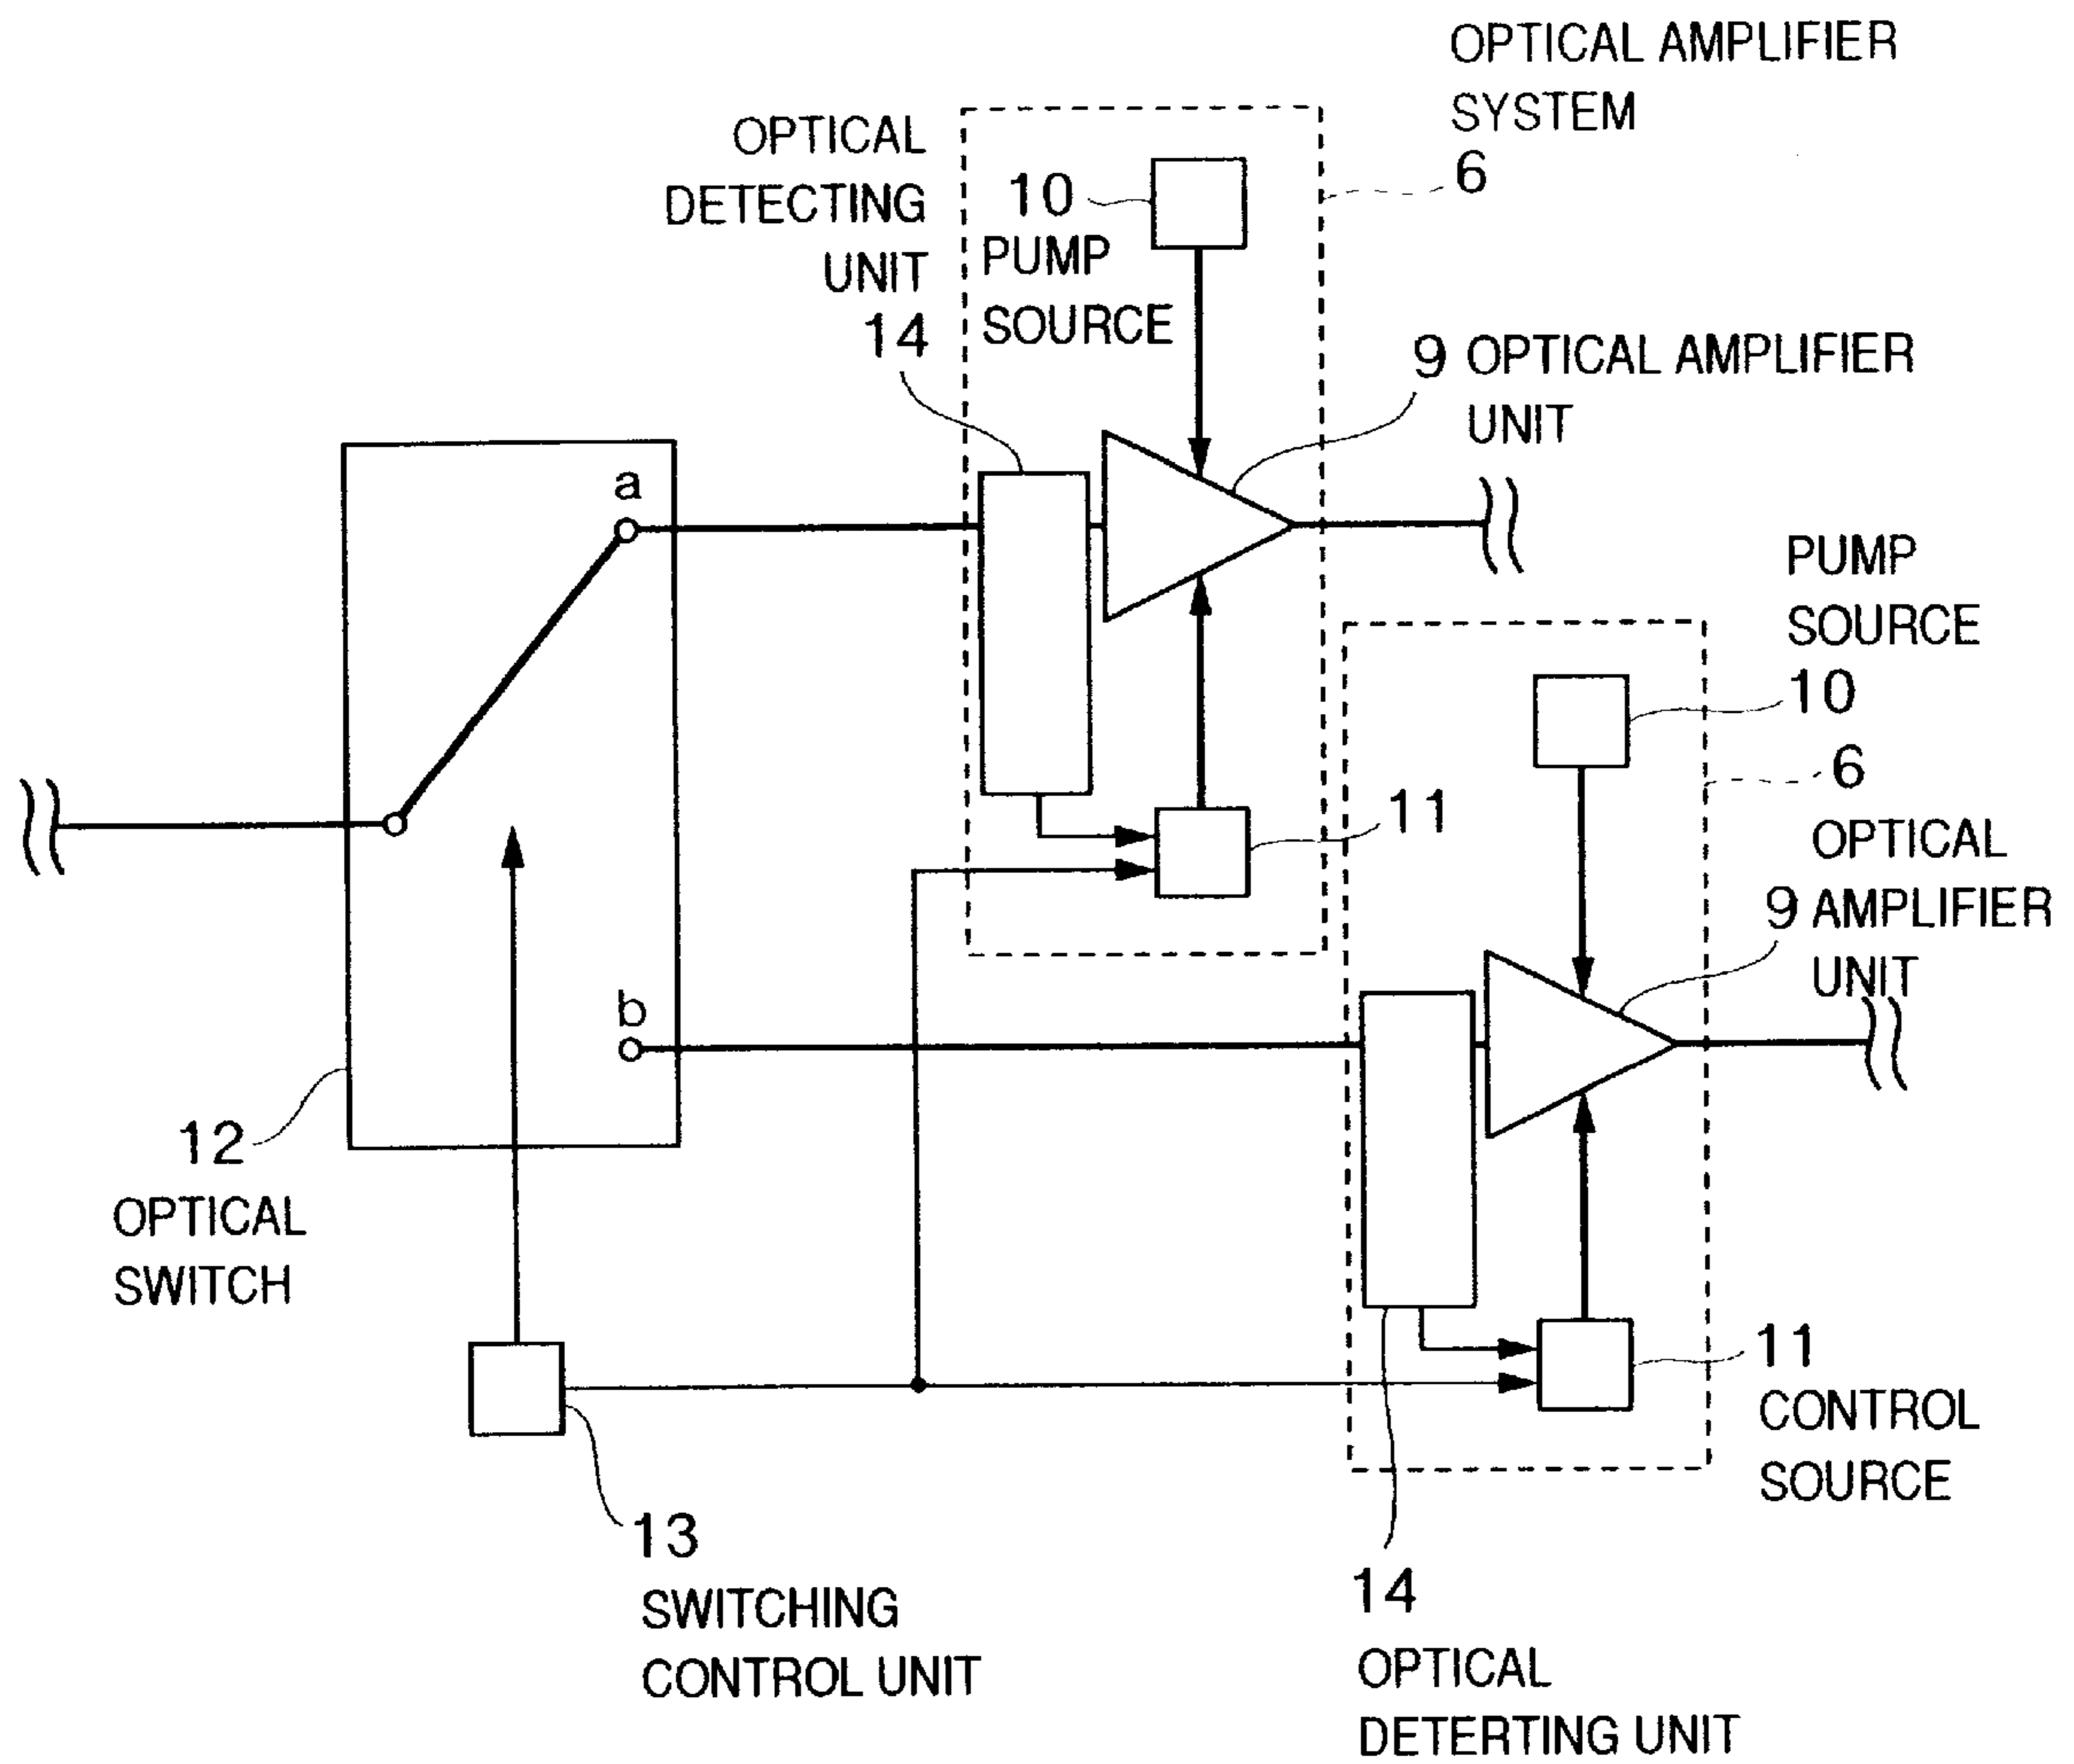 OPTICAL AMPLIFIER
SYSTEM
6
OPTICAL
DETECTING
UNIT
14
10
PUMP
SOURCE
9 OPTICAL AMPLIFIER
UNIT
a
PUMP
SOURCE
10
6
11
OPTICAL
9 AMPLIFIER
UNIT
b
12
OPTICAL
SWITCH
11
CONTROL
SOURCE
13
SWITCHING
CONTROL UNIT
14
OPTICAL
DETERTING UNIT